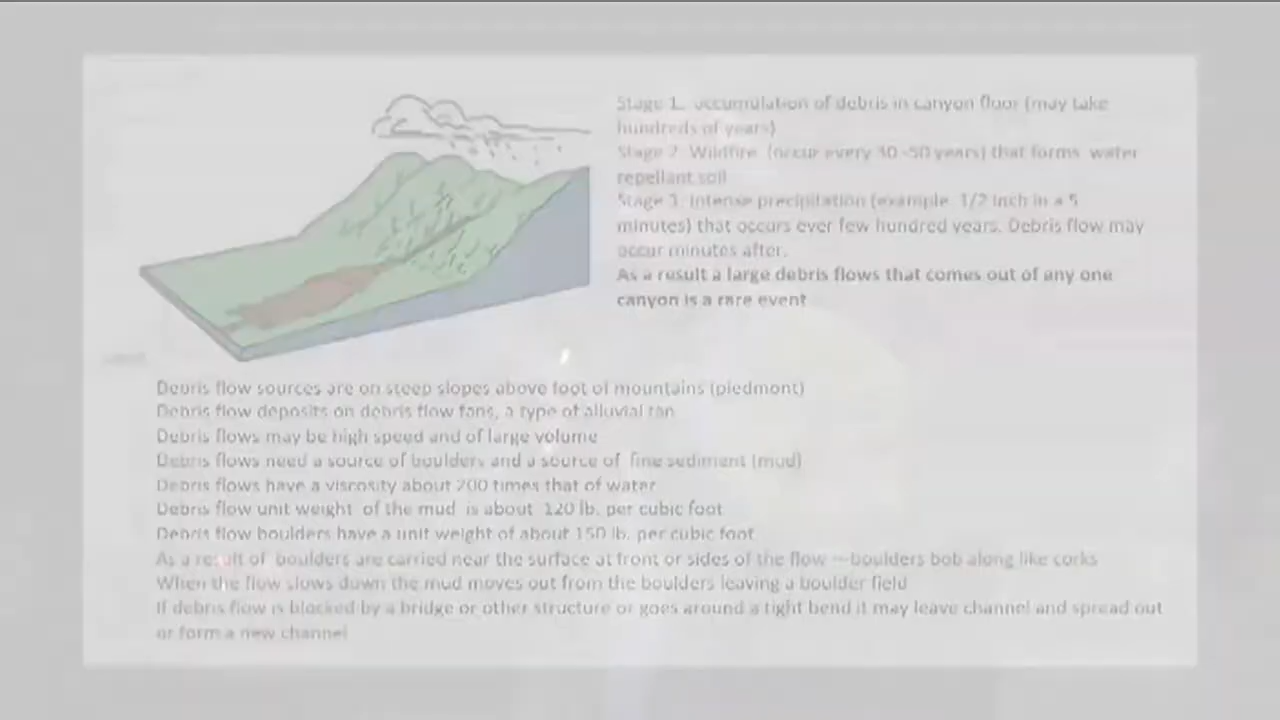 Stage 1. accumulation of debris in canyon floor (may take
hundreds of years)
Stage 2 Wildfire (occur every 30 -50 years) that forms water
repellant soil
Stage 3. Intense precipitation (example 1/2 inch in a 5
minutes) that occurs ever few hundred years. Debris flow may
occur minutes after.
As a result a large debris flows that comes out of any one
canyon is a rare event
Debris flow sources are on steep slopes above foot of mountains (piedmont)
Debris flow deposits on debris flow fans, a type of alluvial fan
Debris flows may be high speed and of large volume
Debris flows need a source of boulders and a source of fine sediment (mud)
Debris flows have a viscosity about 200 times that of water
Debris flow unit weight of the mud is about 120 lb. per cubic foot
Debris flow boulders have a unit weight of about 150 lb. per cubic foot
As a result of boulders are carried near the surface at front or sides of the flow —boulders bob along like corks
When the flow slows down the mud moves out from the boulders leaving a boulder field
If debris flow is blocked by a bridge or other structure or goes around a tight bend it may leave channel and spread out
or form a new channel